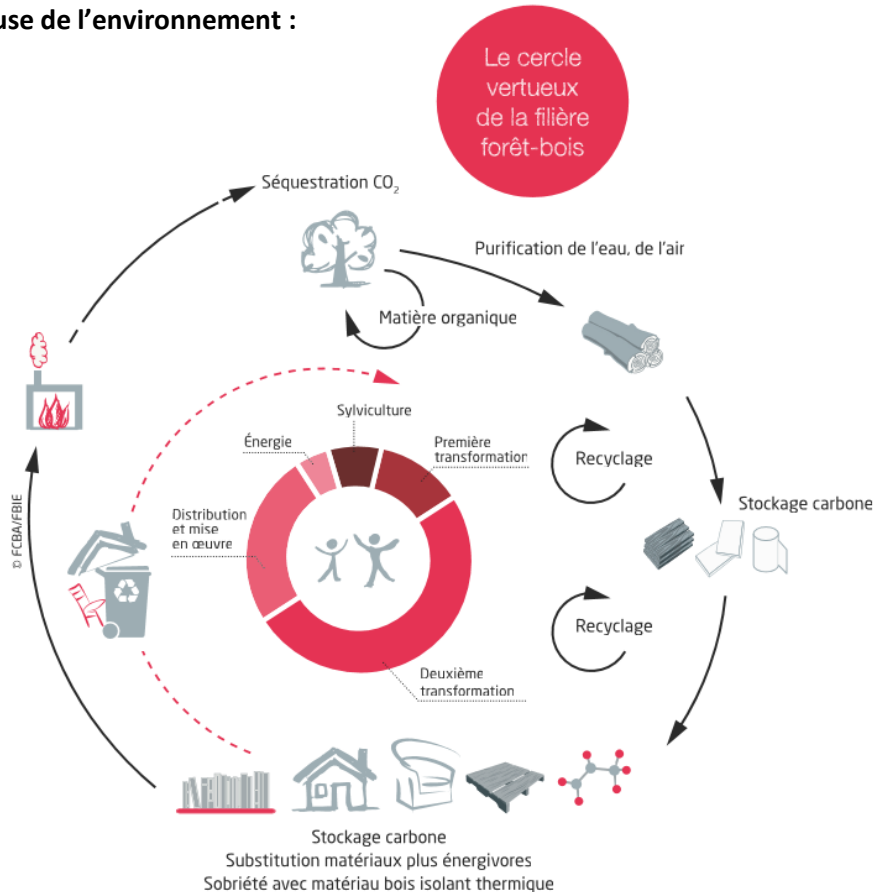 use de l’environnement :
Le cercle
vertueux
de la filière
forêt-bois
Séquestration CO₂
Purification de l’eau, de l’air
Matière organique
Sylviculture
Énergie
Première
transformation
Recyclage
Distribution
et mise
en œuvre
Stockage carbone
© FCBA/FBIE
Recyclage
Deuxième
transformation
Stockage carbone
Substitution matériaux plus énergivores
Sobriété avec matériau bois isolant thermique